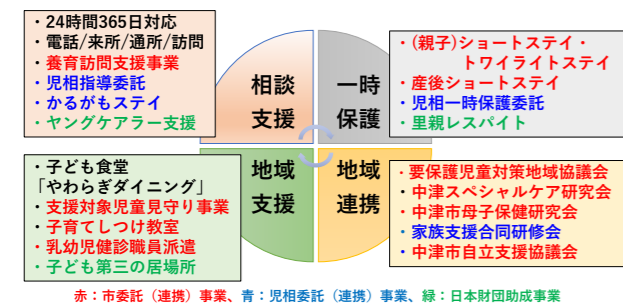 ・24時間365日対応
・電話/来所/通所/訪問
・養育訪問支援事業
・児相指導委託
・かるがもステイ
・ヤングケアラー支援
相談
支援
一時
保護
・(親子)ショートステイ・
トワイライトステイ
・産後ショートステイ
・児相一時保護委託
・里親レスパイト
・子ども食堂
「やわらぎダイニング」
・支援対象児童見守り事業
・子育てしつけ教室
・乳幼児健診職員派遣
・子ども第三の居場所
地域
支援
地域
連携
・要保護児童対策地域協議会
・中津スペシャルケア研究会
・中津市母子保健研究会
・家族支援合同研修会
・中津市自立支援協議会
赤：市委託（連携）事業、青：児相委託（連携）事業、緑：日本財団助成事業